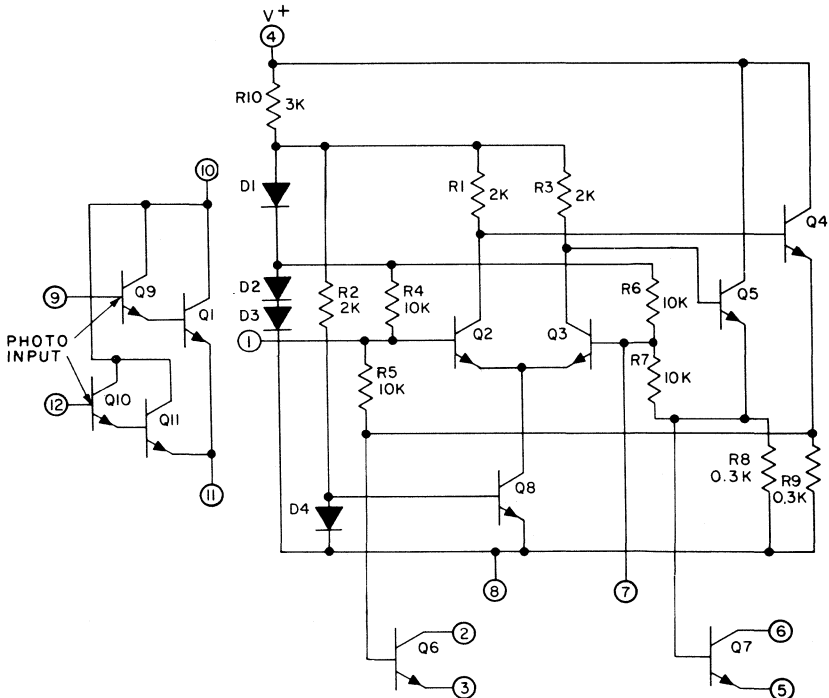 V+
4
R10
3K
10
D1
R1
2K
R3
2K
Q4
Q9
9
Q1
PHOTO
INPUT
D2
D3
R2
2K
R4
10K
R6
10K
Q5
1
Q2
Q3
R5
10K
R7
10K
12
Q10
Q11
11
R8
0.3K
R9
0.3K
D4
Q8
8
7
2
Q6
3
6
Q7
5